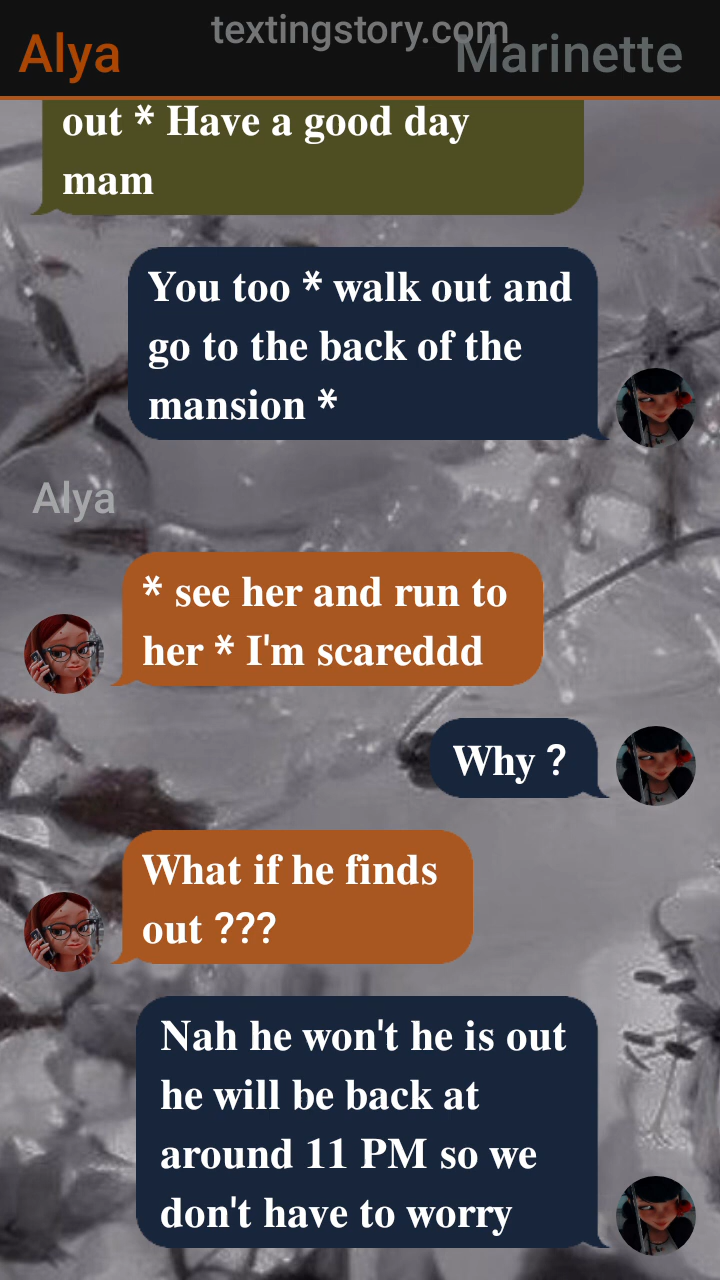 textingstory.com
Alya
Marinette
out * Have a good day
mam
You too * walk out and
go to the back of the
mansion *
Alya
* see her and run to
her * I'm scareddd
Why ?
What if he finds
out ???
Nah he won't he is out
he will be back at
around 11 PM so we
don't have to worry